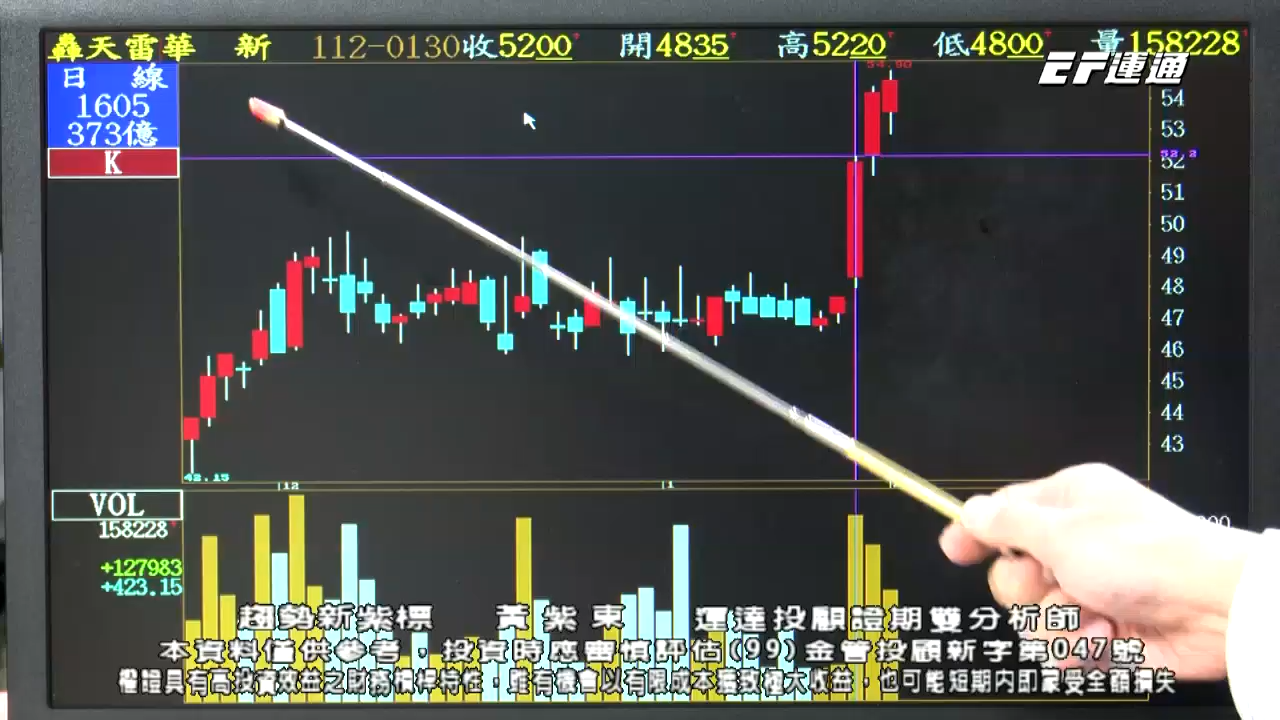 轟天雷華 新 112-0130收5200 開4835 高5220 低4800 量158228
EF運通
日 線
1605
373億
K
54.90
54
53
52.2
52
51
50
49
48
47
46
45
44
43
42.15
12
1
VOL
158228
+127983
+423.15
趨勢新紫標 黃紫東 運達投顧證期雙分析師
本資料僅供參考，投資時應審慎評估(99)金管投顧新字第047號
權證具有高投資效益之財務槓桿特性，雖有機會以有限成本獲致極大收益，也可能短期內即蒙受全額損失